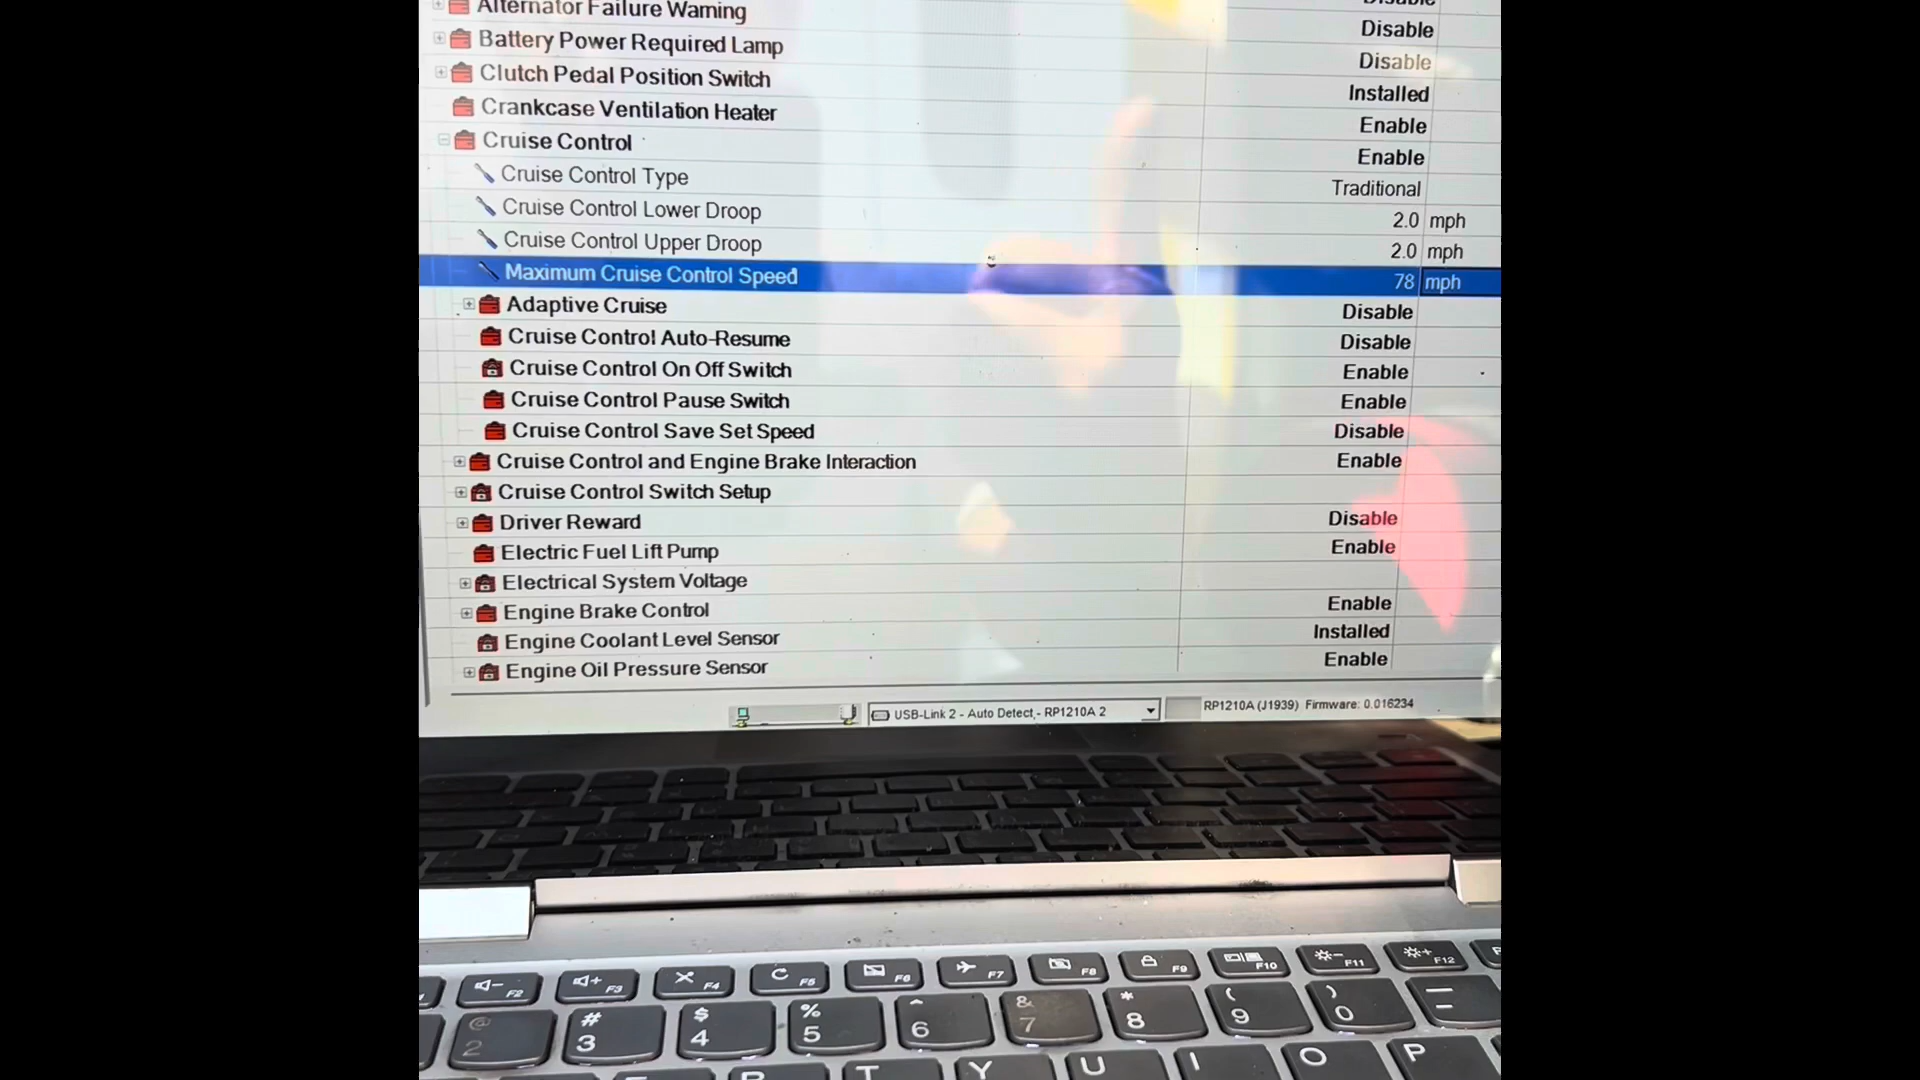 Alternator Failure Warning Disable
Battery Power Required Lamp Disable
Clutch Pedal Position Switch Disable
Crankcase Ventilation Heater Installed
Cruise Control Enable
Enable
Cruise Control Type Traditional
Cruise Control Lower Droop 2.0 mph
Cruise Control Upper Droop 2.0 mph
Maximum Cruise Control Speed 78 mph
Adaptive Cruise Disable
Cruise Control Auto-Resume Disable
Cruise Control On Off Switch Enable
Cruise Control Pause Switch Enable
Cruise Control Save Set Speed Disable
Cruise Control and Engine Brake Interaction Enable
Cruise Control Switch Setup
Driver Reward Disable
Electric Fuel Lift Pump Enable
Electrical System Voltage
Engine Brake Control Enable
Engine Coolant Level Sensor Installed
Engine Oil Pressure Sensor Enable
USB-Link 2 - Auto Detect,- RP1210A 2 RP1210A (J1939) Firmware: 0.016234
F2 F3 F4 F5 F6 F7 F8 F9 F10 F11 F12
@ # $ % ^ & * ( )
2 3 4 5 6 7 8 9 0
R T Y U I O P